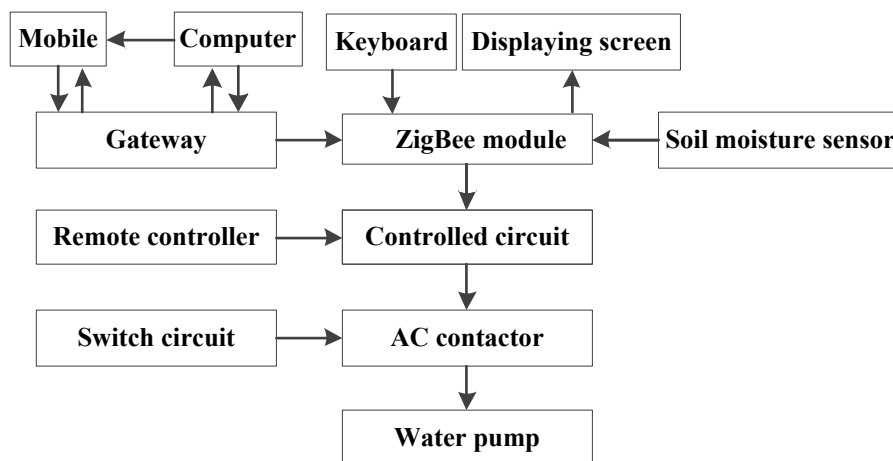 Mobile
Computer
Keyboard
Displaying screen
Gateway
ZigBee module
Soil moisture sensor
Remote controller
Controlled circuit
Switch circuit
AC contactor
Water pump